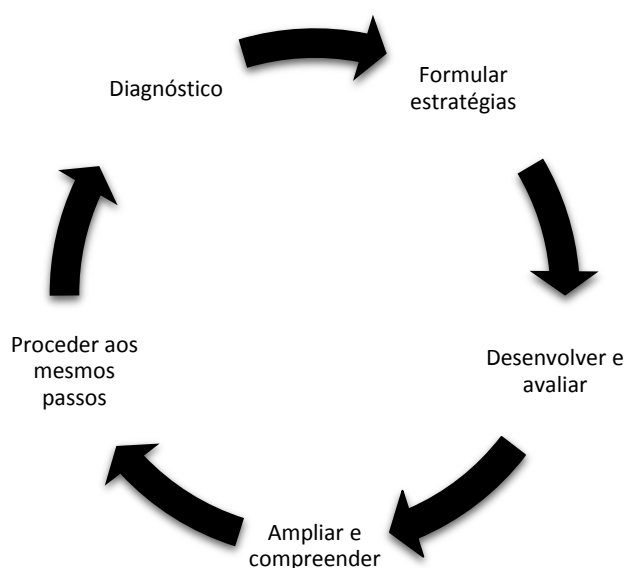 Diagnóstico
Formular
estratégias
Desenvolver e
avaliar
Ampliar e
compreender
Proceder aos
mesmos
passos